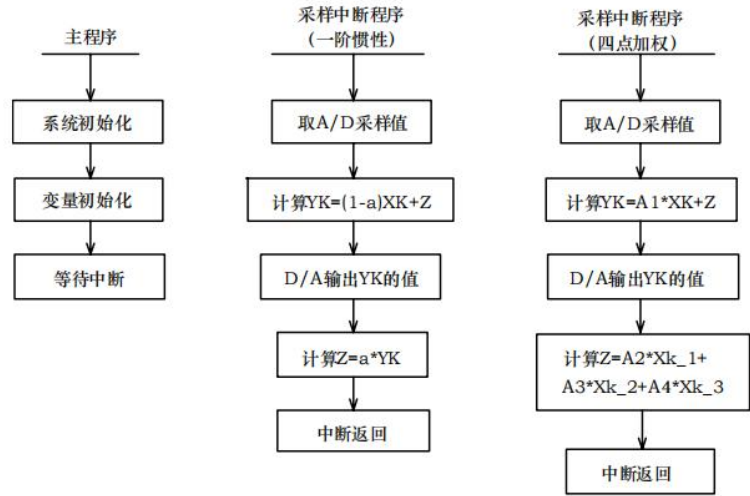 主程序
系统初始化
变量初始化
等待中断
采样中断程序
(一阶惯性)
取A/D采样值
计算YK=(1-a)XK+Z
D/A输出YK的值
计算Z=a*YK
中断返回
采样中断程序
(四点加权)
取A/D采样值
计算YK=A1*XK+Z
D/A输出YK的值
计算Z=A2*Xk_1+
A3*Xk_2+A4*Xk_3
中断返回